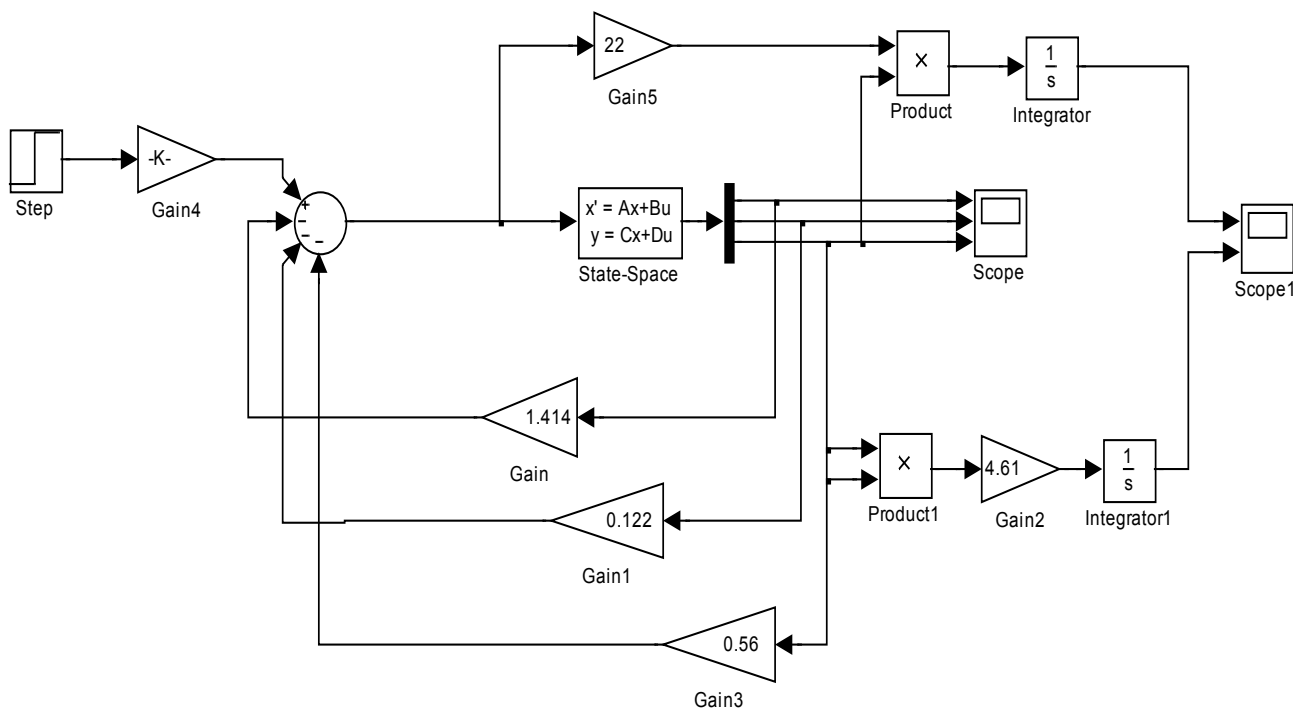 22
Gain5
×
Product
1
s
Integrator
Step
-K-
Gain4
+
−
−
−
x' = Ax+Bu
y = Cx+Du
State-Space
Scope
Scope1
1.414
Gain
×
Product1
4.61
Gain2
1
s
Integrator1
0.122
Gain1
0.56
Gain3